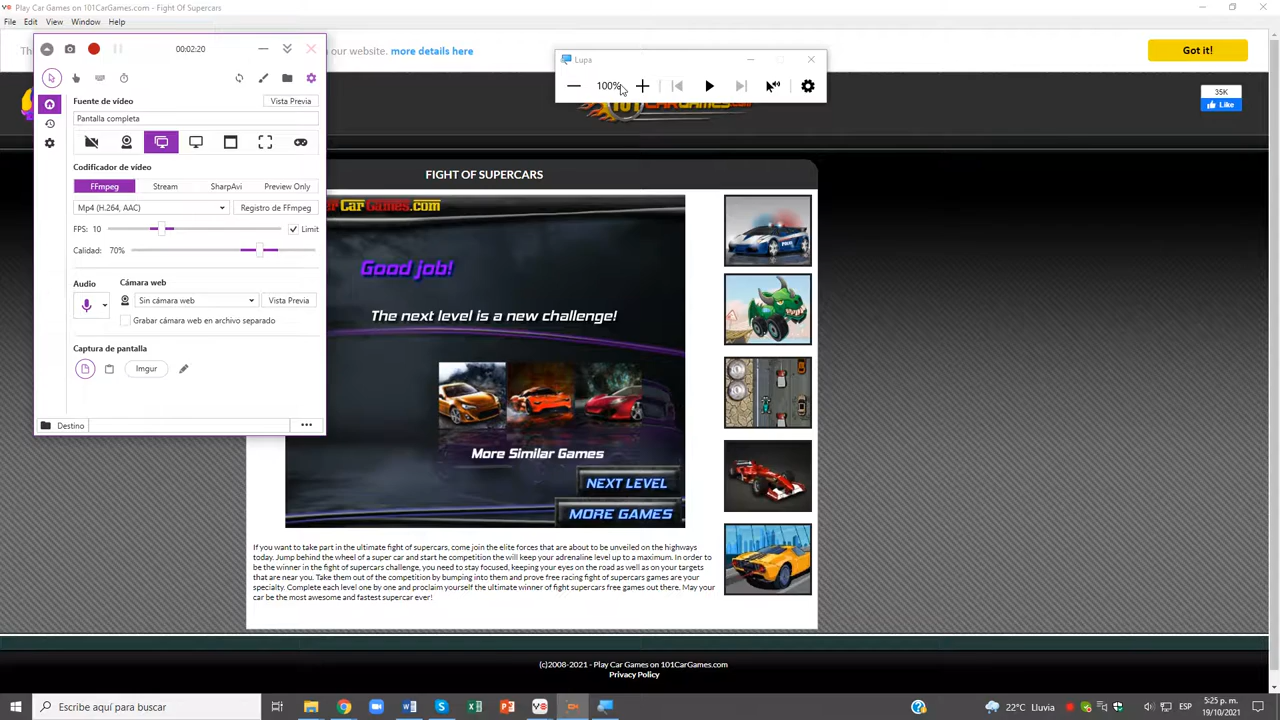 Play Car Games on 101CarGames.com - Fight Of Supercars
File Edit View Window Help
00:02:20
Th
on our website. more details here
Got it!
Lupa
100%
35K
Like
Fuente de vídeo
Vista Previa
Pantalla completa
Codificador de vídeo
FFmpeg Stream SharpAvi Preview Only
Mp4 (H.264, AAC)
Registro de FFmpeg
FPS: 10
Limit
Calidad: 70%
Audio
Cámara web
Sin cámara web
Vista Previa
Grabar cámara web en archivo separado
Captura de pantalla
Imgur
Destino
FIGHT OF SUPERCARS
CarGames.com
Good job!
The next level is a new challenge!
More Similar Games
NEXT LEVEL
MORE GAMES
POLICE
If you want to take part in the ultimate fight of supercars, come join the elite forces that are about to be unveiled on the highways
today. Jump behind the wheel of a super car and start he competition the will keep your adrenaline level up to a maximum. In order to
be the winner in the fight of supercars challenge, you need to stay focused, keeping your eyes on the road as well as on your targets
that are near you. Take them out of the competition by bumping into them and prove free racing fight of supercars games are your
specialty. Complete each level one by one and proclaim yourself the ultimate winner of fight supercars free games out there. May your
car be the most awesome and fastest supercar ever!
(c)2008-2021 - Play Car Games on 101CarGames.com
Privacy Policy
Escribe aquí para buscar
22°C Lluvia
ESP
5:25 p. m.
19/10/2021